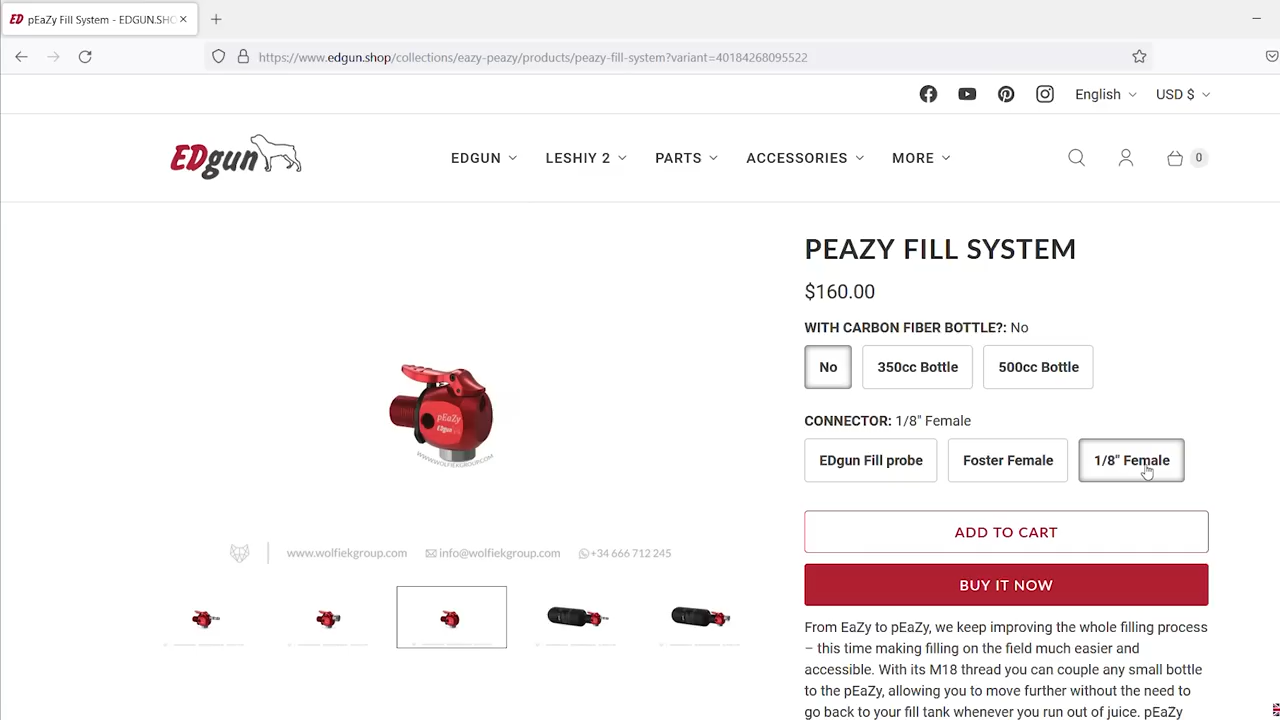 ED pEaZy Fill System - EDGUN.SHO
https://www.edgun.shop/collections/eazy-peazy/products/peazy-fill-system?variant=40184268095522
English USD $
EDgun EDGUN LESHIY 2 PARTS ACCESSORIES MORE 0
PEAZY FILL SYSTEM
$160.00
WITH CARBON FIBER BOTTLE?: No
No 350cc Bottle 500cc Bottle
CONNECTOR: 1/8" Female
EDgun Fill probe Foster Female 1/8" Female
ADD TO CART
BUY IT NOW
From EaZy to pEaZy, we keep improving the whole filling process
– this time making filling on the field much easier and
accessible. With its M18 thread you can couple any small bottle
to the pEaZy, allowing you to move further without the need to
go back to your fill tank whenever you run out of juice. pEaZy
pEaZy
EDgun
WWW.WOLFIEKGROUP.COM
www.wolfiekgroup.com info@wolfiekgroup.com +34 666 712 245